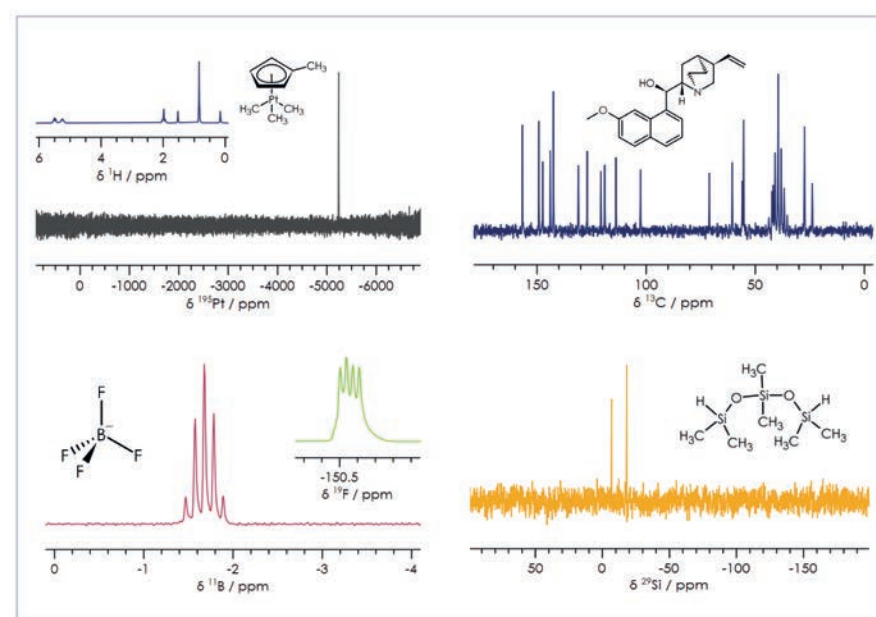 CH₃
Pt
H₃C
CH₃
CH₃
6 4 2 0
δ ¹H / ppm
0 -1000 -2000 -3000 -4000 -5000 -6000
δ ¹⁹⁵Pt / ppm
HO
H
N
O
150 100 50 0
δ ¹³C / ppm
F
B⁻
F
F
F
-150.5
δ ¹⁹F / ppm
0 -1 -2 -3 -4
δ ¹¹B / ppm
H₃C
H O Si O H
Si CH₃ Si
H₃C CH₃ H₃C CH₃
50 0 -50 -100 -150
δ ²⁹Si / ppm